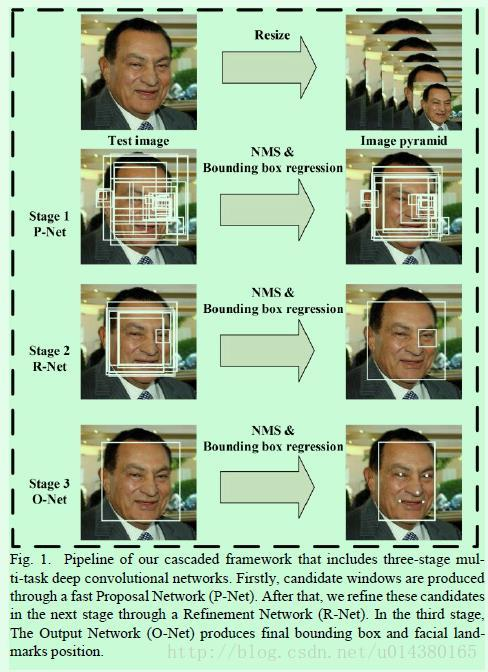 Resize
Test image
Image pyramid
NMS &
Bounding box regression
Stage 1
P-Net
NMS &
Bounding box regression
Stage 2
R-Net
NMS &
Bounding box regression
Stage 3
O-Net
Fig. 1. Pipeline of our cascaded framework that includes three-stage mul-
ti-task deep convolutional networks. Firstly, candidate windows are produced
through a fast Proposal Network (P-Net). After that, we refine these candidates
in the next stage through a Refinement Network (R-Net). In the third stage,
The Output Network (O-Net) produces final bounding box and facial land-
marks position.
http://blog.csdn.net/u014380165